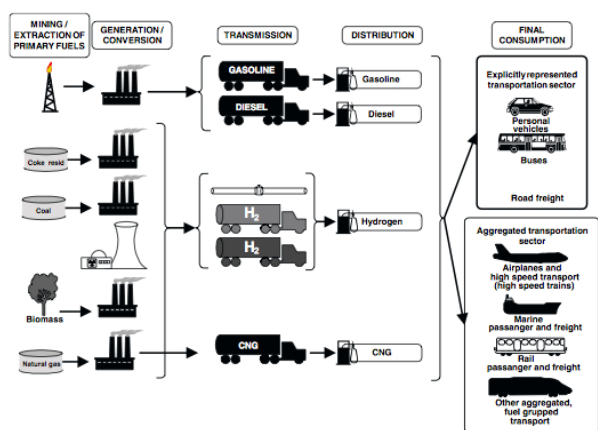 MINING /
EXTRACTION OF
PRIMARY FUELS
GENERATION /
CONVERSION
TRANSMISSION
DISTRIBUTION
FINAL
CONSUMPTION
GASOLINE
Gasoline
DIESEL
Diesel
Coke resid
Coal
H2
H2
Hydrogen
Biomass
Natural gas
CNG
CNG
Explicitly represented
transportation sector
Personal
vehicles
Buses
Road freight
Aggregated transportation
sector
Airplanes and
high speed transport
(high speed trains)
Marine
passanger and freight
Rail
passanger and freight
Other aggregated,
fuel grupped
transport